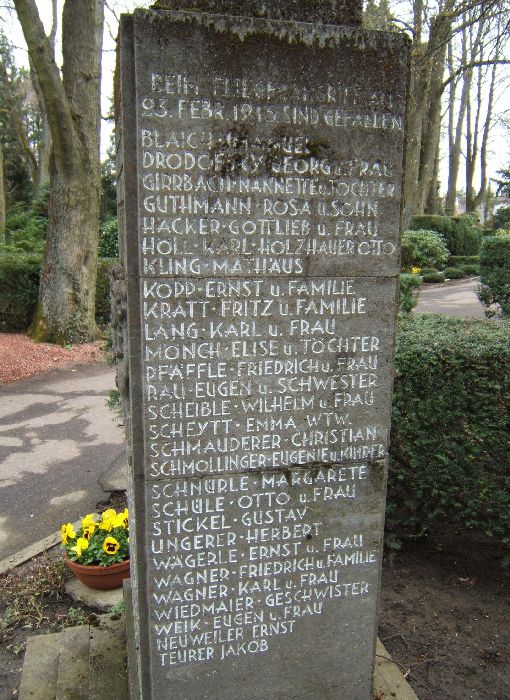 BEIM FLIEGERANGRIFF AM
23. FEBR. 1945 SIND GEFALLEN
BLAICH
DRODOFSKY GEORG u. FRAU
GIRRBACH NANNETTE u. TÖCHTER
GUTHMANN ROSA u. SOHN
HACKER · GOTTLIEB u. FRAU
HOLL · KARL · HOLZHAUER OTTO
KLING · MATHÄUS
KOPP · ERNST u. FAMILIE
KRATT · FRITZ u. FAMILIE
LANG · KARL u. FRAU
MÖNCH · ELISE u. TOCHTER
PFÄFFLE · FRIEDRICH u. FRAU
RAU · EUGEN u. SCHWESTER
SCHEIBLE · WILHELM u. FRAU
SCHEYTT · EMMA WTW.
SCHMAUDERER · CHRISTIAN
SCHMOLLINGER · EUGENIE u. KINDER
SCHNÜRLE · MARGARETE
SCHÜLE · OTTO u. FRAU
STICKEL · GUSTAV
UNGERER · HERBERT
WAGERLE · ERNST u. FRAU
WAGNER · FRIEDRICH u. FAMILIE
WAGNER · KARL u. FRAU
WIEDMAIER · GESCHWISTER
WEIK · EUGEN u. FRAU
NEUWEILER ERNST
TEURER JAKOB